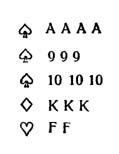 ♤ A A A A
♤ 9 9 9
♤ 10 10 10
♢ K K K
♡ F F